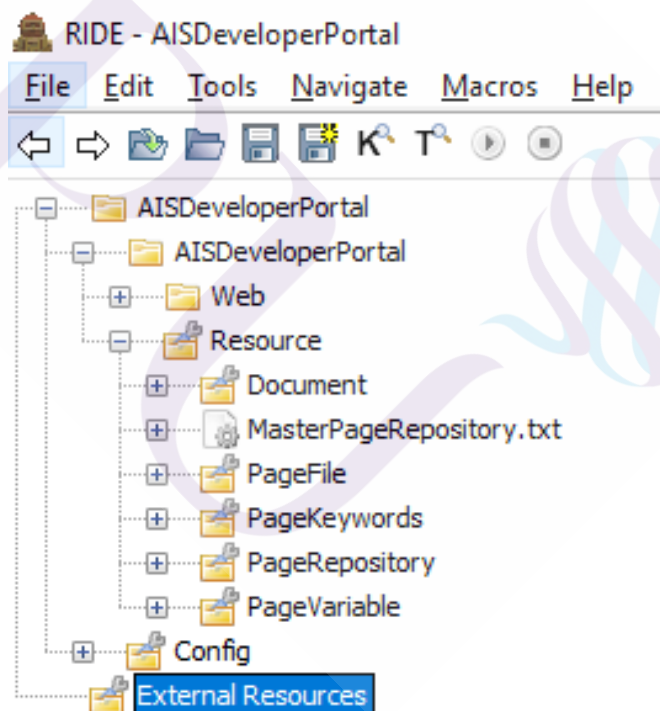 RIDE - AISDeveloperPortal
File Edit Tools Navigate Macros Help
K T
AISDeveloperPortal
AISDeveloperPortal
Web
Resource
Document
MasterPageRepository.txt
PageFile
PageKeywords
PageRepository
PageVariable
Config
External Resources